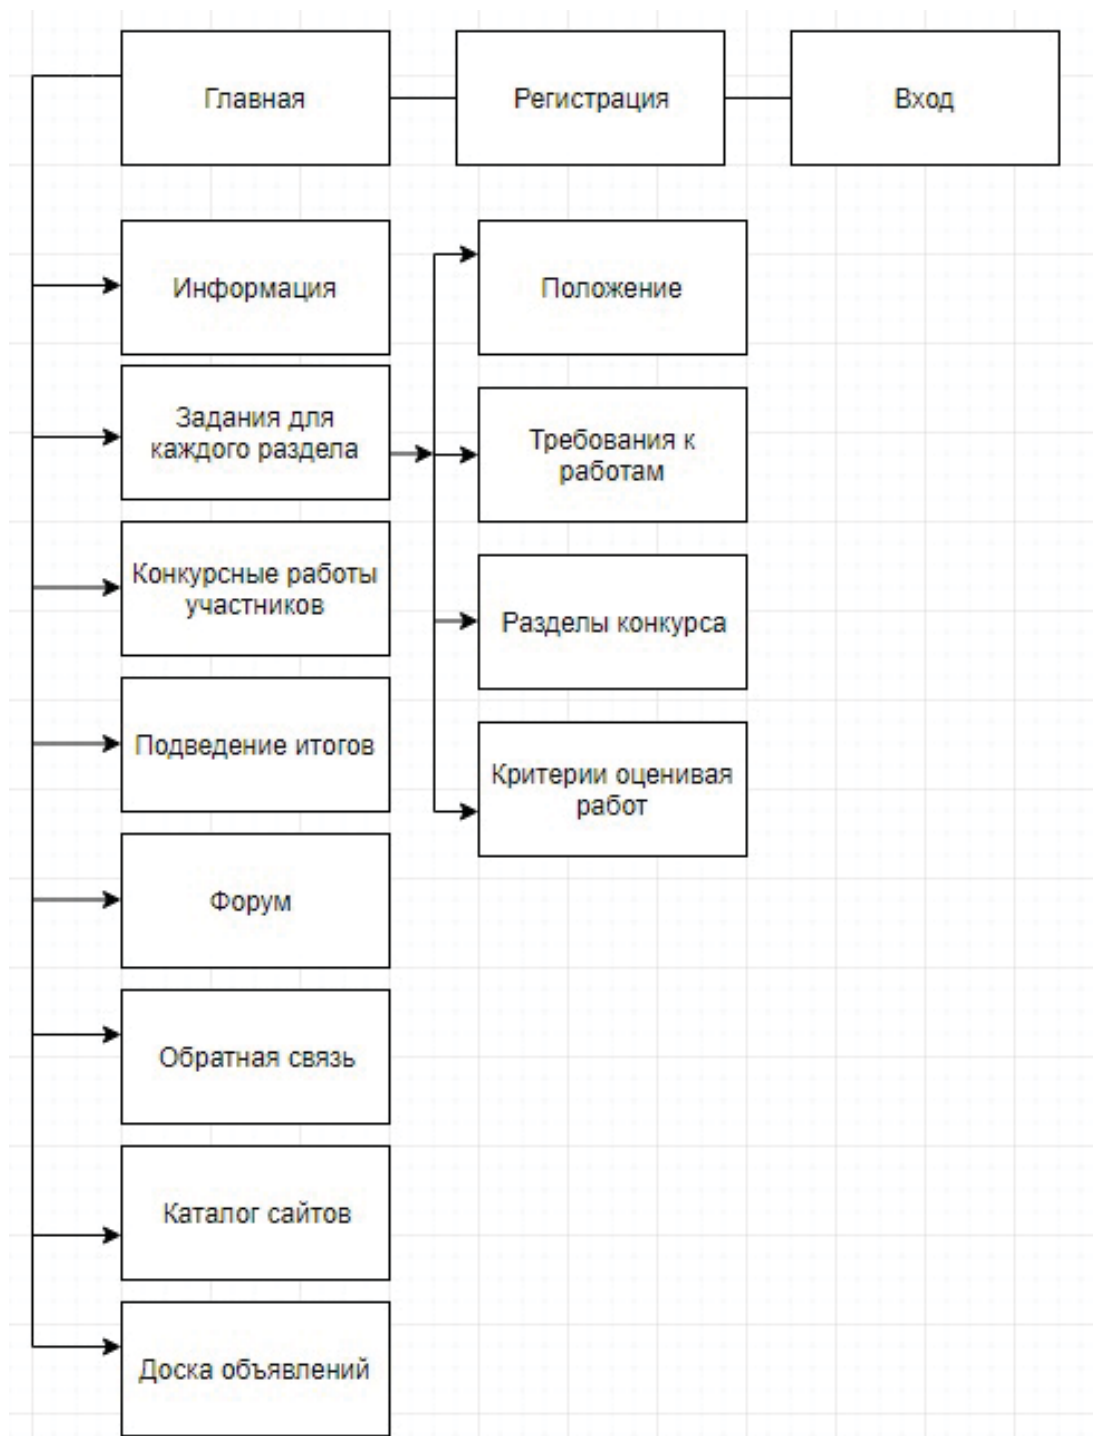 Главная
Регистрация
Вход
Информация
Положение
Задания для
каждого раздела
Требования к
работам
Конкурсные работы
участников
Разделы конкурса
Подведение итогов
Критерии оценивая
работ
Форум
Обратная связь
Каталог сайтов
Доска объявлений